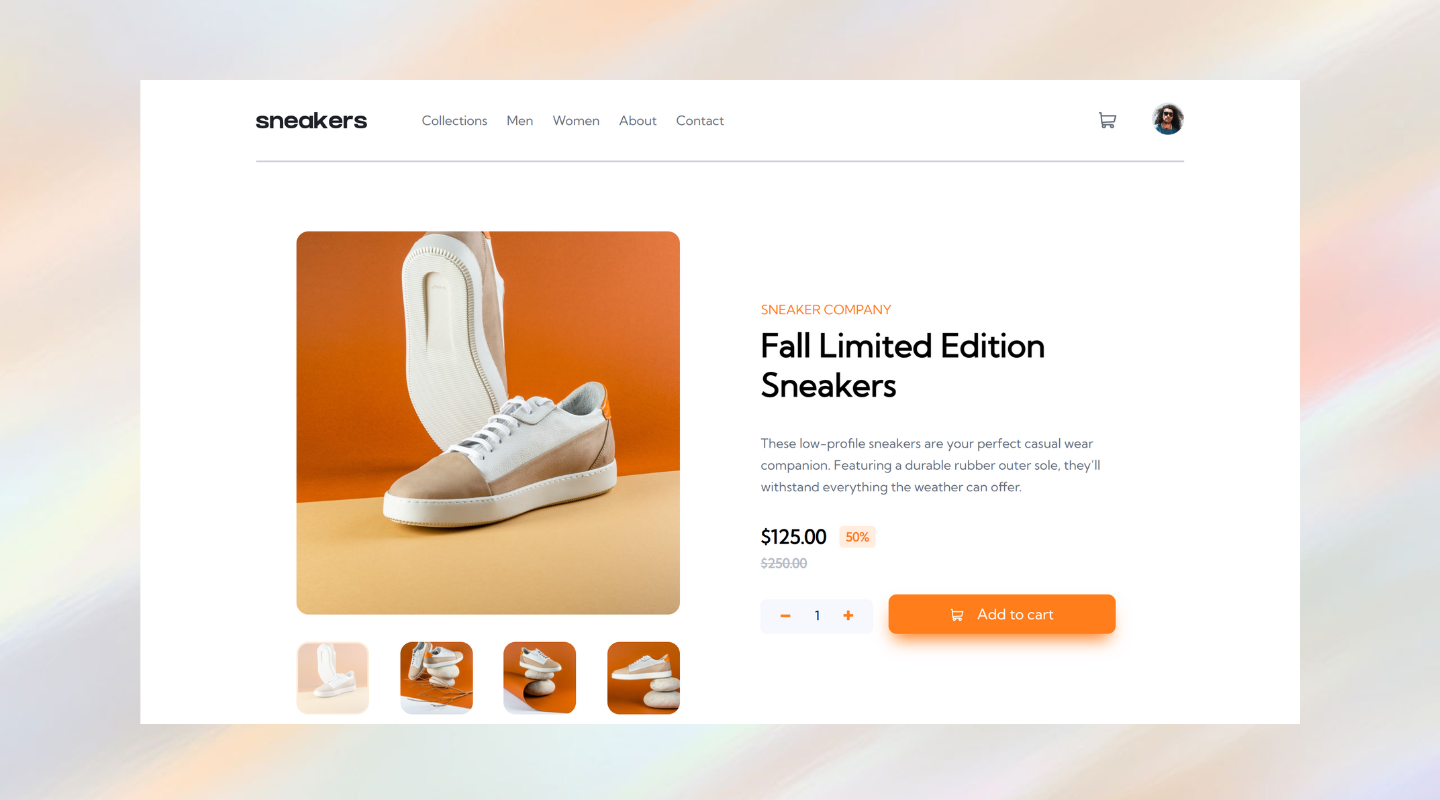 sneakers
Collections Men Women About Contact
SNEAKER COMPANY
Fall Limited Edition
Sneakers
These low-profile sneakers are your perfect casual wear
companion. Featuring a durable rubber outer sole, they'll
withstand everything the weather can offer.
$125.00 50%
$250.00
1 Add to cart